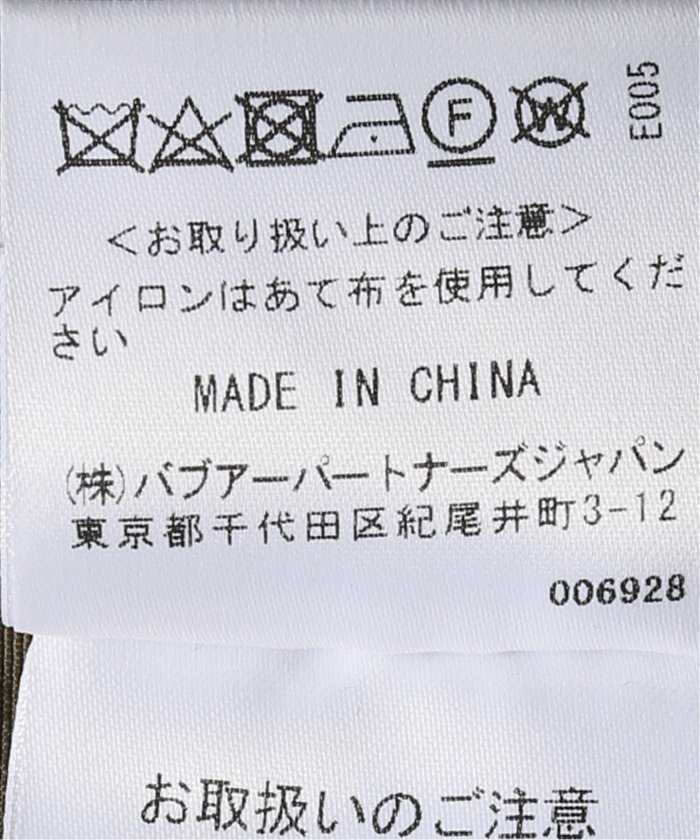 F W E005
<お取り扱い上のご注意>
アイロンはあて布を使用してくだ
さい
MADE IN CHINA
(株)バブアーパートナーズジャパン
東京都千代田区紀尾井町3-12
006928
お取扱いのご注意